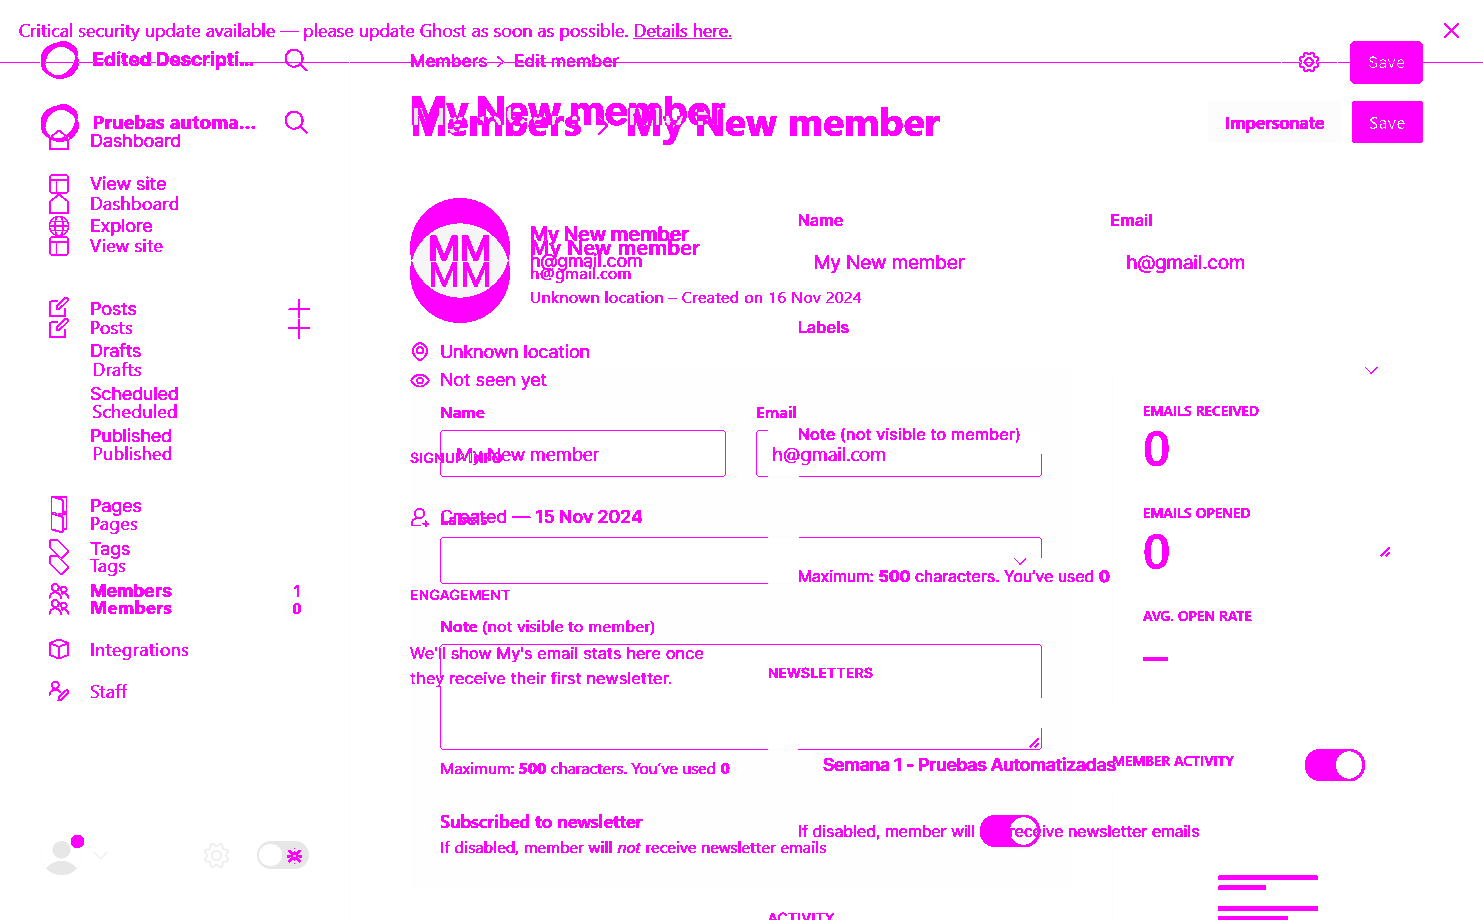 Critical security update available — please update Ghost as soon as possible. Details here.
Edited Descripti...
Members > Edit member
Save
My New member
Pruebas automa...
Members > My New member
Impersonate
Save
Dashboard
View site
Dashboard
Explore
View site
Name
Email
MM
MM
My New member
My New member
h@gmail.com
h@gmail.com
My New member
h@gmail.com
Unknown location – Created on 16 Nov 2024
Posts
Posts
Labels
Drafts
Drafts
Unknown location
Not seen yet
Scheduled
Scheduled
Name
Email
EMAILS RECEIVED
0
Published
Published
Note (not visible to member)
SIGNUP INFO
My New member
h@gmail.com
Pages
Pages
EMAILS OPENED
0
Created — 15 Nov 2024
Labels
Tags
Tags
Maximum: 500 characters. You've used 0
Members 1
Members 0
ENGAGEMENT
AVG. OPEN RATE
–
Note (not visible to member)
Integrations
We'll show My's email stats here once
they receive their first newsletter.
NEWSLETTERS
Staff
Maximum: 500 characters. You've used 0
Semana 1 - Pruebas Automatizadas
MEMBER ACTIVITY
Subscribed to newsletter
If disabled, member will receive newsletter emails
If disabled, member will not receive newsletter emails
ACTIVITY